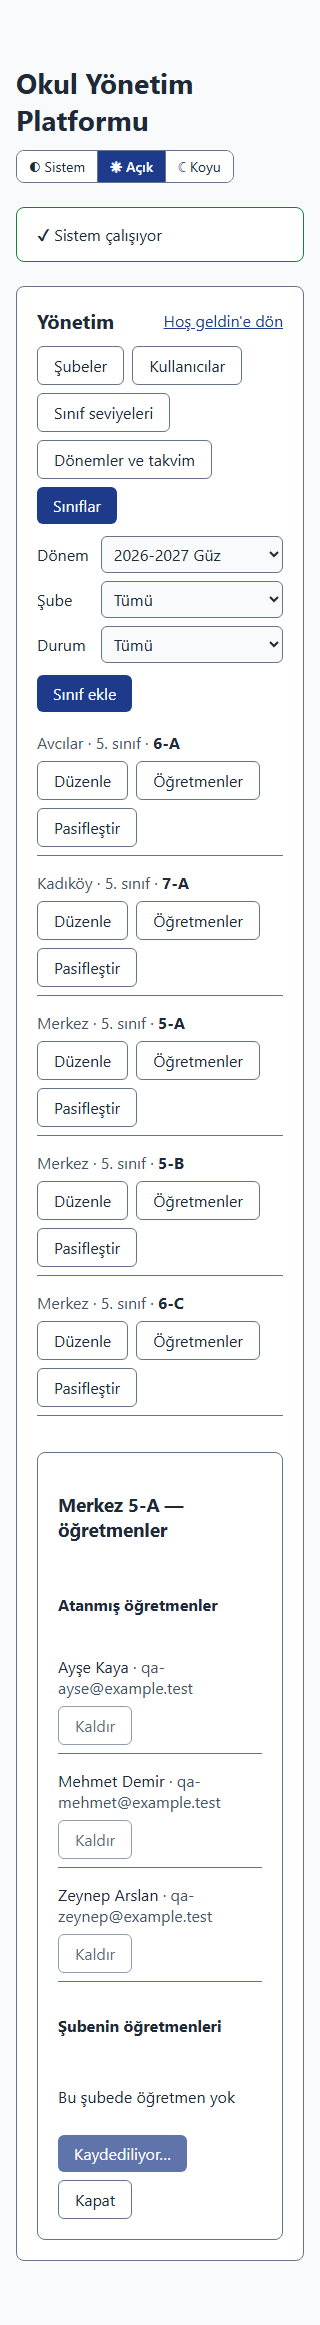 Okul Yönetim
Platformu
◐ Sistem ☀ Açık ☾ Koyu
✓ Sistem çalışıyor
Yönetim Hoş geldin'e dön
Şubeler Kullanıcılar
Sınıf seviyeleri
Dönemler ve takvim
Sınıflar
Dönem 2026-2027 Güz
Şube Tümü
Durum Tümü
Sınıf ekle
Avcılar · 5. sınıf · 6-A
Düzenle Öğretmenler
Pasifleştir
Kadıköy · 5. sınıf · 7-A
Düzenle Öğretmenler
Pasifleştir
Merkez · 5. sınıf · 5-A
Düzenle Öğretmenler
Pasifleştir
Merkez · 5. sınıf · 5-B
Düzenle Öğretmenler
Pasifleştir
Merkez · 5. sınıf · 6-C
Düzenle Öğretmenler
Pasifleştir
Merkez 5-A —
öğretmenler
Atanmış öğretmenler
Ayşe Kaya · qa-
ayse@example.test
Kaldır
Mehmet Demir · qa-
mehmet@example.test
Kaldır
Zeynep Arslan · qa-
zeynep@example.test
Kaldır
Şubenin öğretmenleri
Bu şubede öğretmen yok
Kaydediliyor...
Kapat